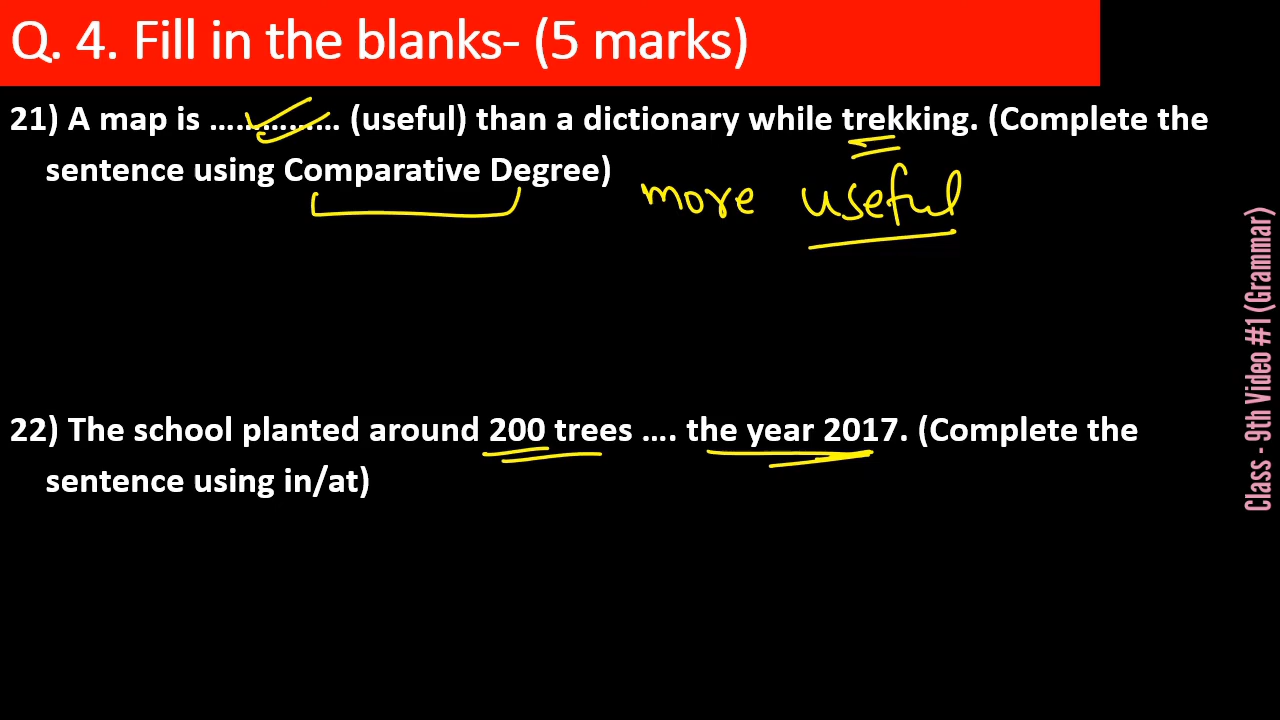 Q. 4. Fill in the blanks- (5 marks)
21) A map is …………… (useful) than a dictionary while trekking. (Complete the
sentence using Comparative Degree)
more useful
22) The school planted around 200 trees …. the year 2017. (Complete the
sentence using in/at)
Class - 9th Video #1 (Grammar)